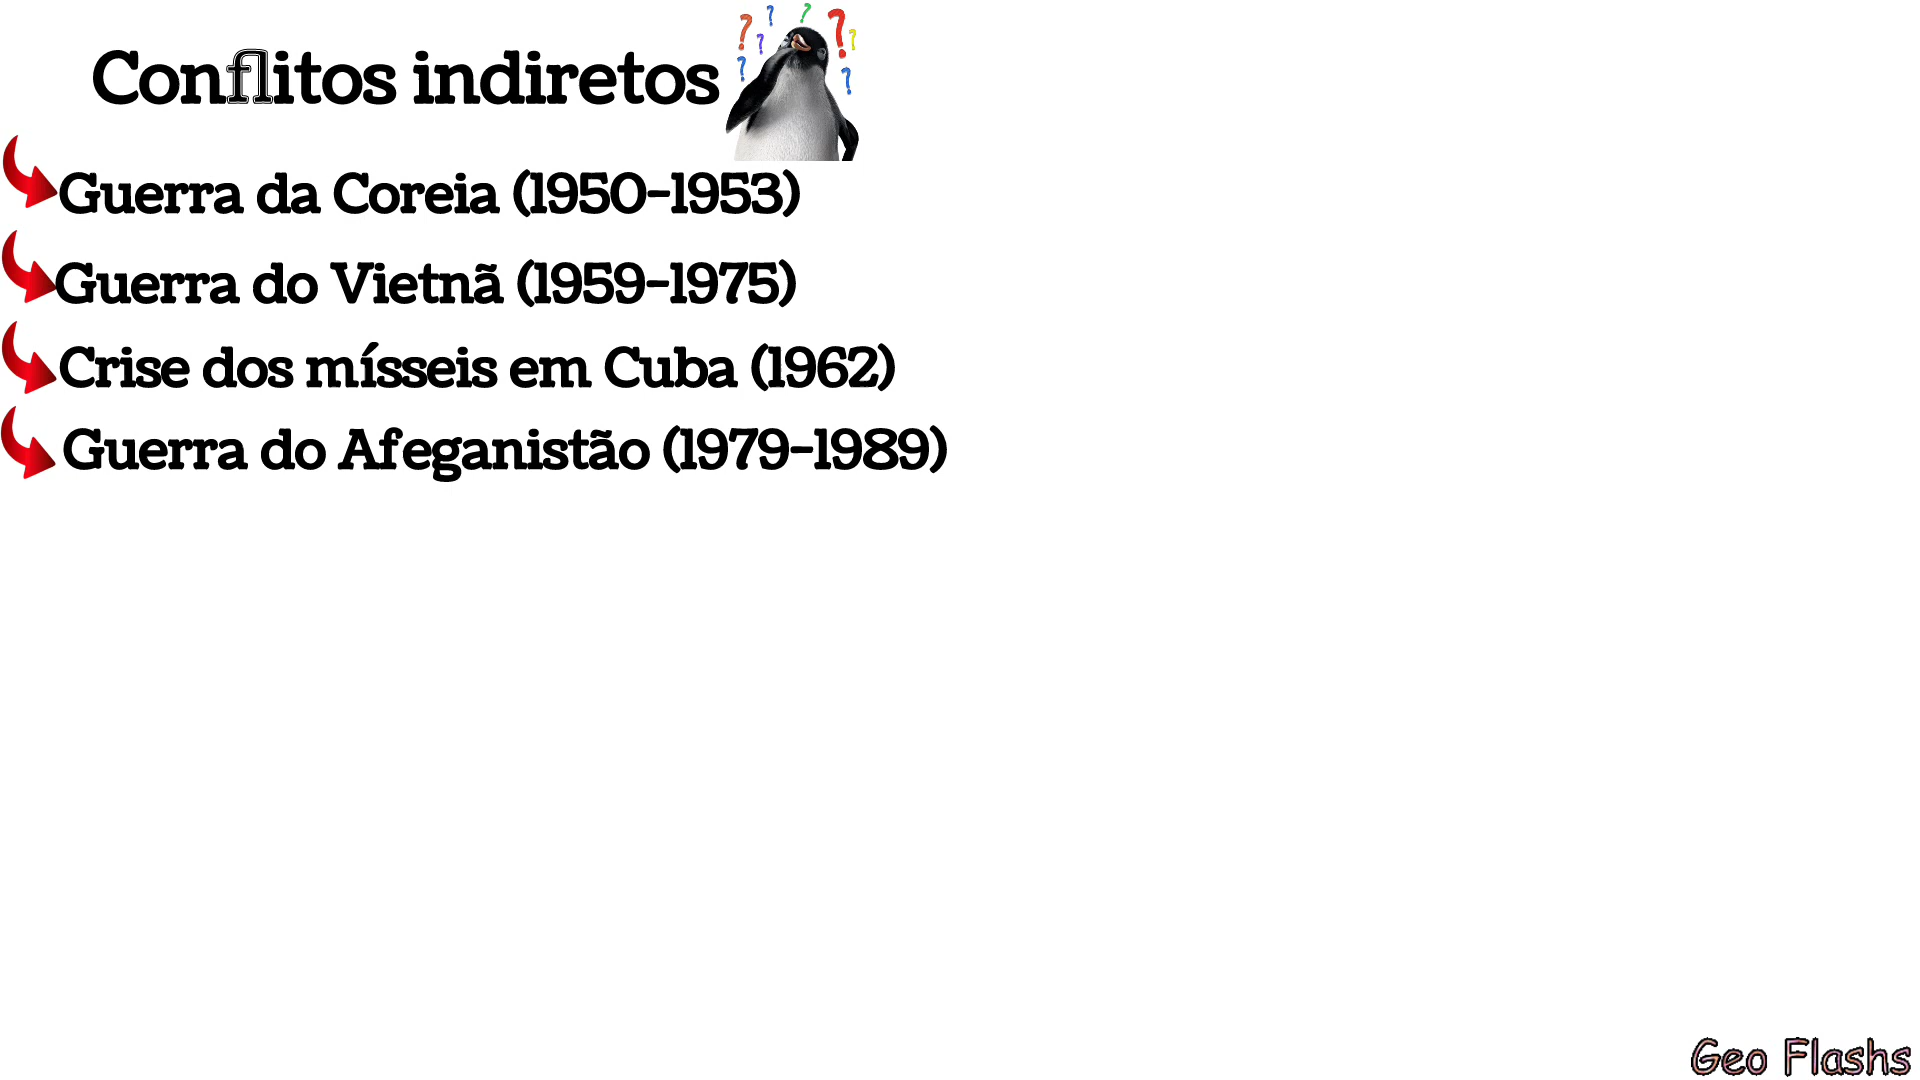 Conflitos indiretos
Guerra da Coreia (1950-1953)
Guerra do Vietnã (1959-1975)
Crise dos mísseis em Cuba (1962)
Guerra do Afeganistão (1979-1989)
Geo Flashs